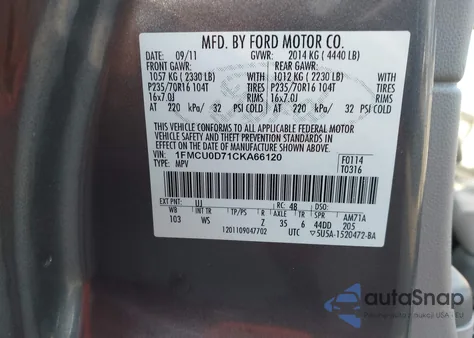 MFD. BY FORD MOTOR CO.
DATE: 09/11 GVWR: 2014 KG ( 4440 LB)
FRONT GAWR: REAR GAWR:
1057 KG ( 2330 LB) 1012 KG ( 2230 LB)
P235/70R16 104T TIRES P235/70R16 104T TIRES
16x7.0J RIMS 16x7.0J RIMS
AT 220 kPa/ 32 PSI COLD AT 220 kPa/ 32 PSI COLD
THIS VEHICLE CONFORMS TO ALL APPLICABLE FEDERAL MOTOR
VEHICLE SAFETY, BUMPER, AND THEFT PREVENTION STANDARDS IN
EFFECT ON THE DATE OF MANUFACTURE SHOWN ABOVE.
VIN: 1FMCU0D71CKA66120 F0114
TYPE: MPV T0316
EXT PNT: UJ RC: 48 DSO:
WB INT TR TP/PS R AXLE TR SPR AM71A
103 WS Z 35 6 44DD 205
1201109047702 UTC 5U5A-1520472-BA
autoSnap